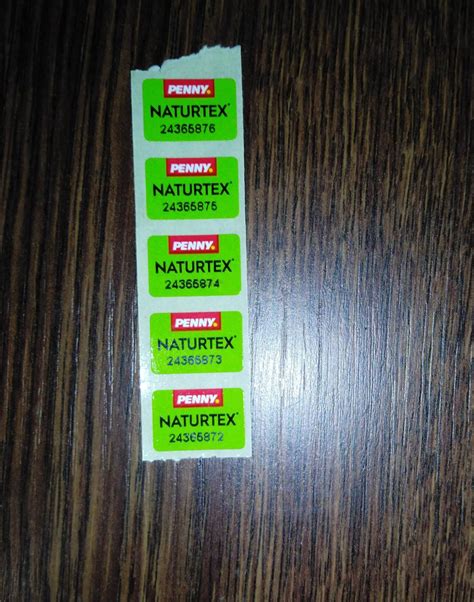 PENNY.
NATURTEX
24365876
PENNY.
NATURTEX
24365875
PENNY.
NATURTEX
24365874
PENNY.
NATURTEX
24365873
PENNY.
NATURTEX
24365872